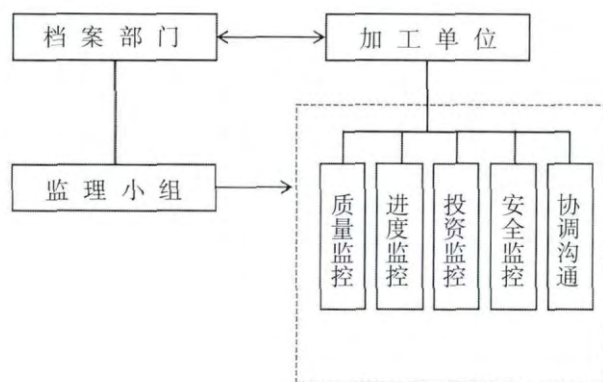 档案部门
加工单位
监理小组
质量监控
进度监控
投资监控
安全监控
协调沟通